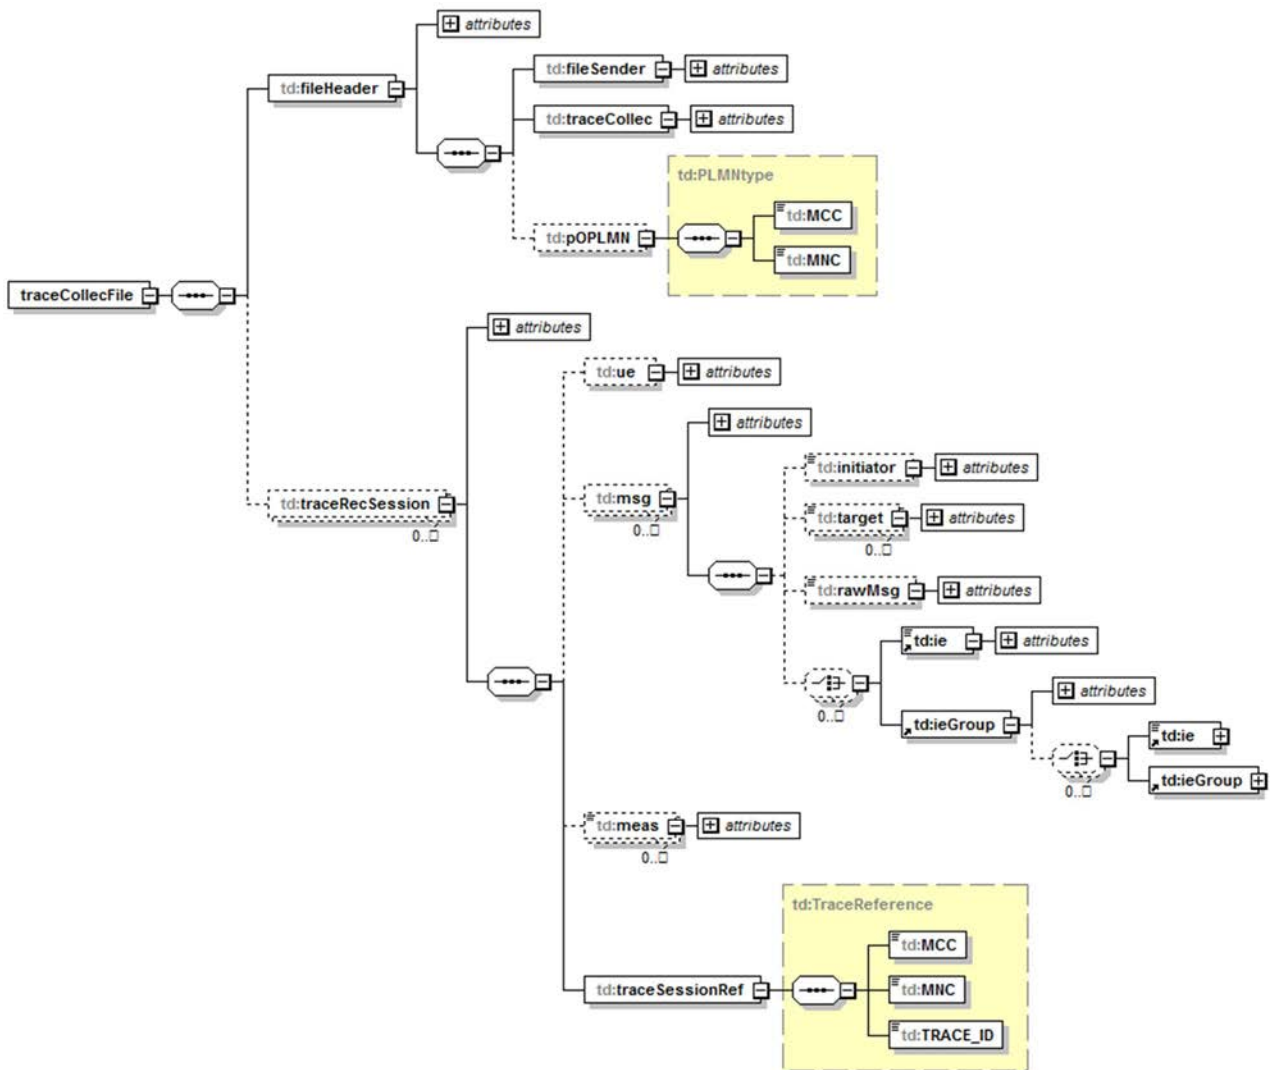 attributes
td:fileSender
attributes
td:fileHeader
td:traceCollec
attributes
td:PLMNtype
td:MCC
td:pOPLMN
td:MNC
traceCollecFile
attributes
td:ue
attributes
attributes
td:initiator
attributes
td:msg
0..□
td:traceRecSession
0..□
td:target
attributes
0..□
td:rawMsg
attributes
td:ie
attributes
0..□
td:ieGroup
attributes
td:ie
0..□
td:ieGroup
td:meas
attributes
0..□
td:TraceReference
td:MCC
td:traceSessionRef
td:MNC
td:TRACE_ID